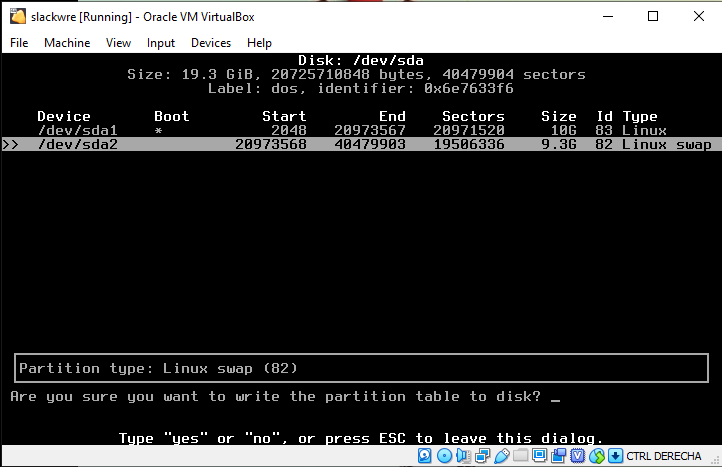 slackwre [Running] - Oracle VM VirtualBox
File Machine View Input Devices Help
Disk: /dev/sda
Size: 19.3 GiB, 20725710848 bytes, 40479904 sectors
Label: dos, identifier: 0x6e7633f6
Device Boot Start End Sectors Size Id Type
/dev/sda1 * 2048 20973567 20971520 10G 83 Linux
>> /dev/sda2 20973568 40479903 19506336 9.3G 82 Linux swap
Partition type: Linux swap (82)
Are you sure you want to write the partition table to disk? _
Type "yes" or "no", or press ESC to leave this dialog.
CTRL DERECHA